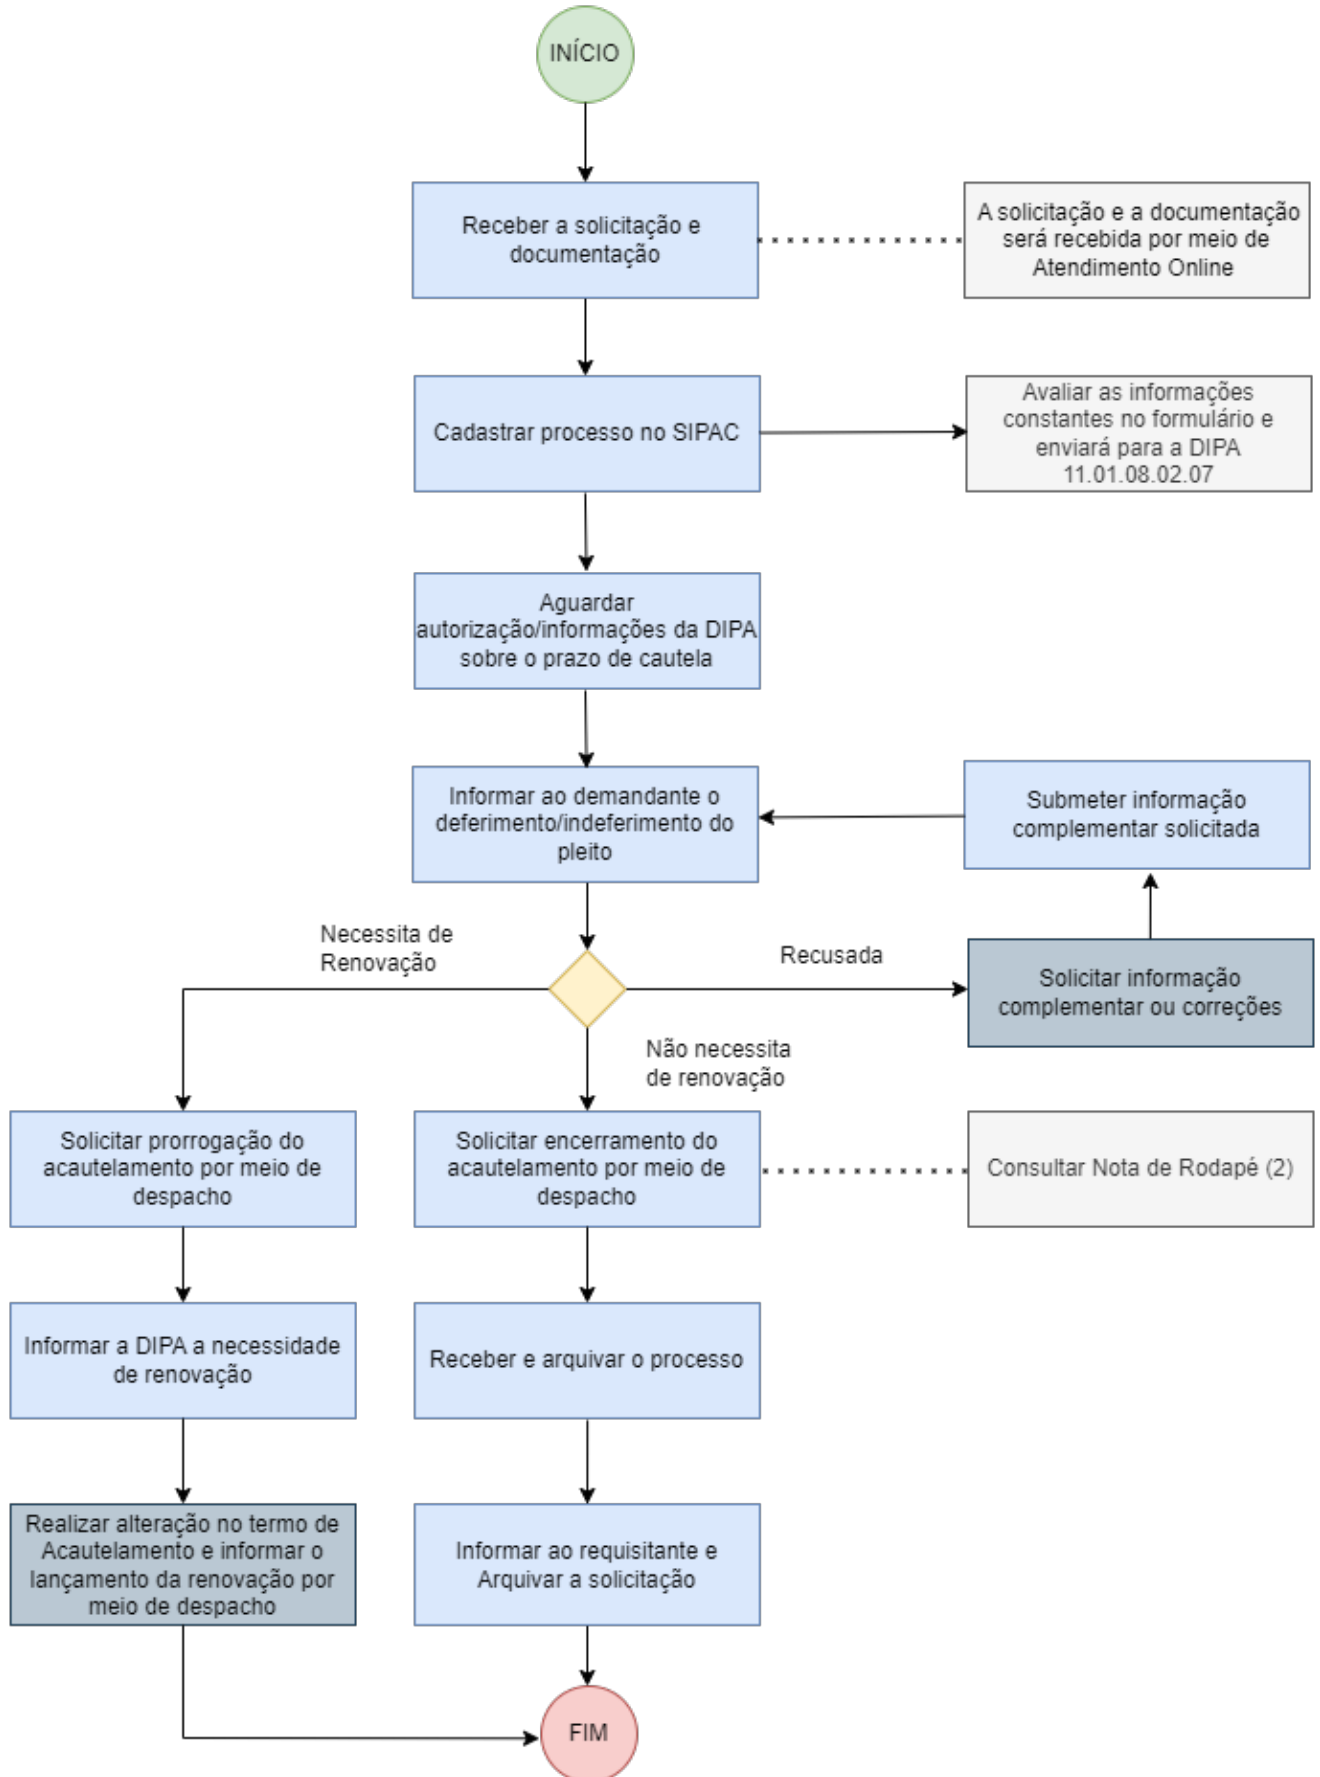 INÍCIO
Receber a solicitação e
documentação
A solicitação e a documentação
será recebida por meio de
Atendimento Online
Cadastrar processo no SIPAC
Avaliar as informações
constantes no formulário e
enviará para a DIPA
11.01.08.02.07
Aguardar
autorização/informações da DIPA
sobre o prazo de cautela
Informar ao demandante o
deferimento/indeferimento do
pleito
Submeter informação
complementar solicitada
Necessita de
Renovação
Recusada
Solicitar informação
complementar ou correções
Não necessita
de renovação
Solicitar prorrogação do
acautelamento por meio de
despacho
Solicitar encerramento do
acautelamento por meio de
despacho
Consultar Nota de Rodapé (2)
Informar a DIPA a necessidade
de renovação
Receber e arquivar o processo
Realizar alteração no termo de
Acautelamento e informar o
lançamento da renovação por
meio de despacho
Informar ao requisitante e
Arquivar a solicitação
FIM